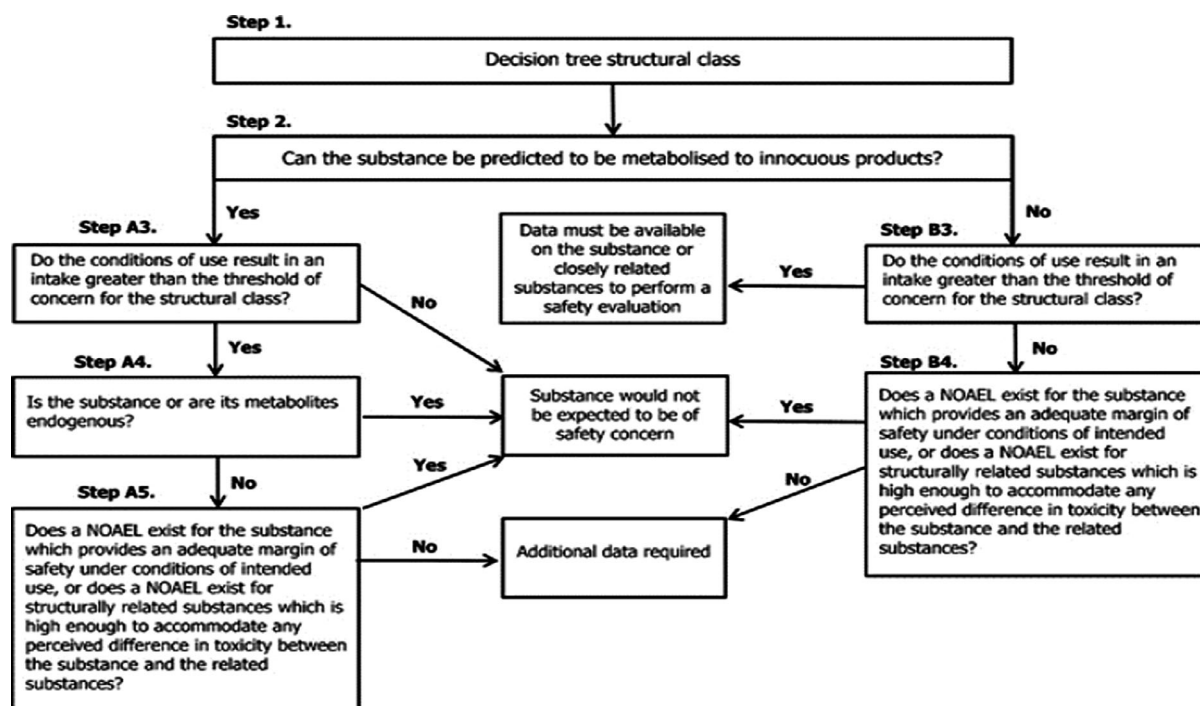 Step 1.
Decision tree structural class
Step 2.
Can the substance be predicted to be metabolised to innocuous products?
Yes
No
Step A3.
Do the conditions of use result in an
intake greater than the threshold of
concern for the structural class?
Data must be available
on the substance or
closely related
substances to perform a
safety evaluation
Yes
Step B3.
Do the conditions of use result in an
intake greater than the threshold of
concern for the structural class?
No
Yes
No
Step A4.
Is the substance or are its metabolites
endogenous?
Yes
Substance would not
be expected to be of
safety concern
Yes
Step B4.
Does a NOAEL exist for the substance
which provides an adequate margin of
safety under conditions of intended
use, or does a NOAEL exist for
structurally related substances which is
high enough to accommodate any
perceived difference in toxicity between
the substance and the related
substances?
No
Yes
No
Step A5.
Does a NOAEL exist for the substance
which provides an adequate margin of
safety under conditions of intended
use, or does a NOAEL exist for
structurally related substances which is
high enough to accommodate any
perceived difference in toxicity between
the substance and the related
substances?
No
Additional data required